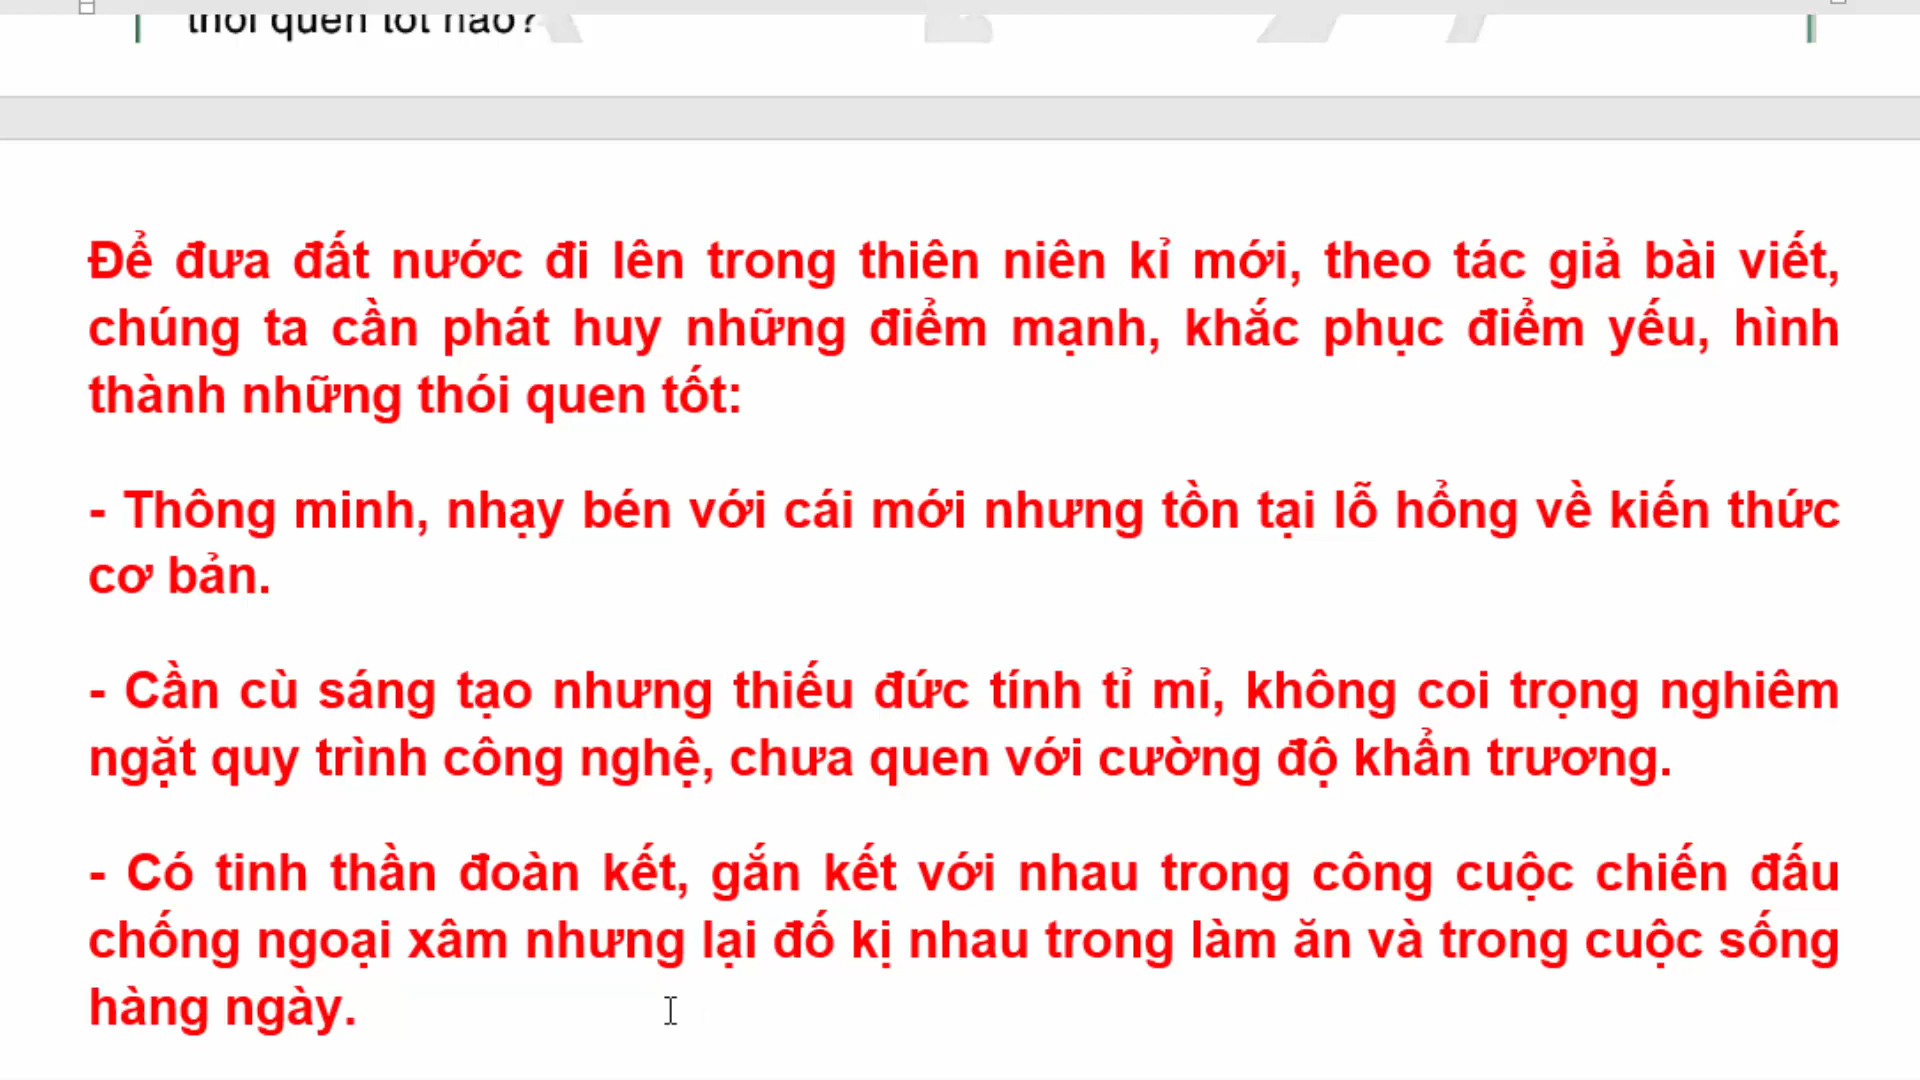 thói quen tốt nào?
Để đưa đất nước đi lên trong thiên niên kỉ mới, theo tác giả bài viết,
chúng ta cần phát huy những điểm mạnh, khắc phục điểm yếu, hình
thành những thói quen tốt:
- Thông minh, nhạy bén với cái mới nhưng tồn tại lỗ hổng về kiến thức
cơ bản.
- Cần cù sáng tạo nhưng thiếu đức tính tỉ mỉ, không coi trọng nghiêm
ngặt quy trình công nghệ, chưa quen với cường độ khẩn trương.
- Có tinh thần đoàn kết, gắn kết với nhau trong công cuộc chiến đấu
chống ngoại xâm nhưng lại đố kị nhau trong làm ăn và trong cuộc sống
hàng ngày.